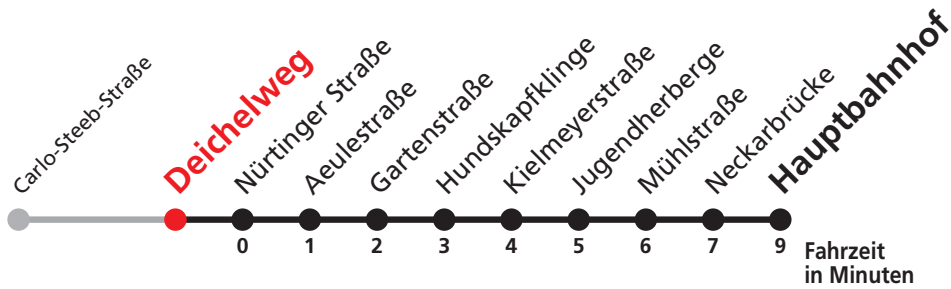 Carlo-Steeb-Straße
Deichelweg
Nürtinger Straße
Aeulestraße
Gartenstraße
Hundskapfklinge
Kielmeyerstraße
Jugendherberge
Mühlstraße
Neckarbrücke
Hauptbahnhof
0 1 2 3 4 5 6 7 9
Fahrzeit
in Minuten